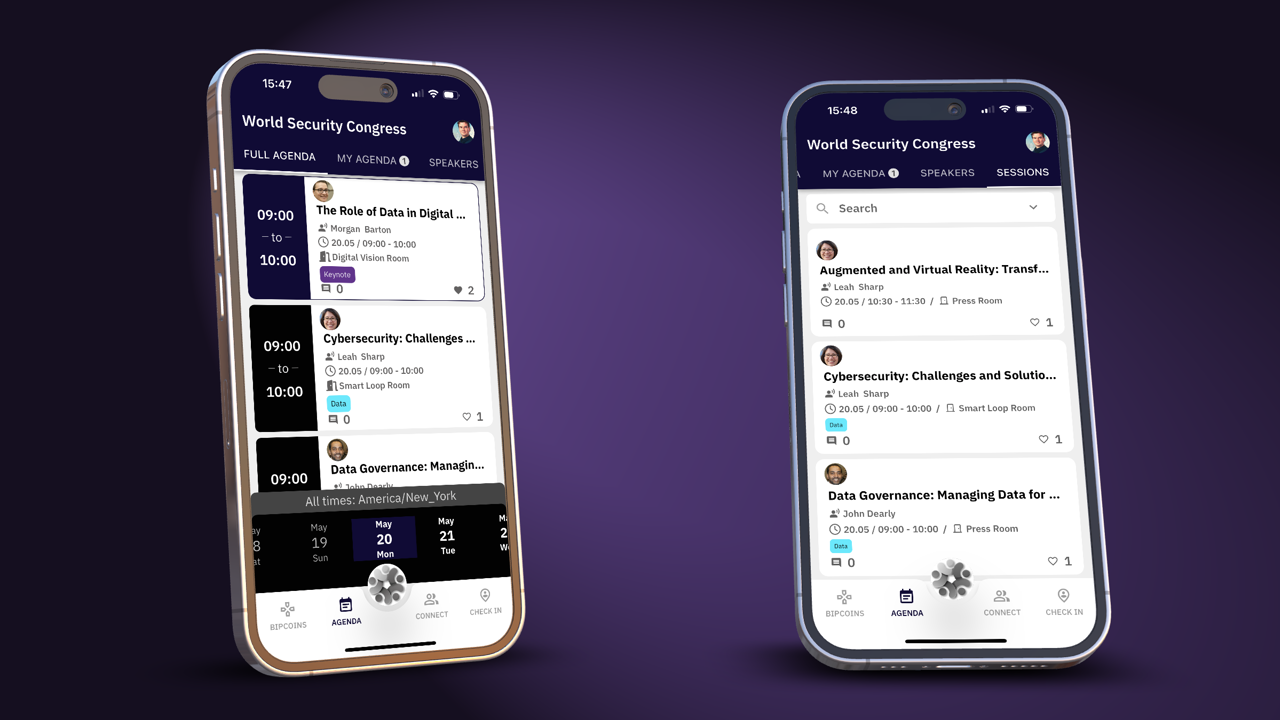 15:47
World Security Congress
FULL AGENDA
MY AGENDA 1
SPEAKERS
09:00
to
10:00
The Role of Data in Digital ...
Morgan Barton
20.05 / 09:00 - 10:00
Digital Vision Room
Keynote
0
2
09:00
to
10:00
Cybersecurity: Challenges ...
Leah Sharp
20.05 / 09:00 - 10:00
Smart Loop Room
Data
0
1
09:00
Data Governance: Managin...
John Dearly
All times: America/New_York
May
19
Sun
May
20
Mon
May
21
Tue
BIPCOINS
AGENDA
CONNECT
CHECK IN
15:48
World Security Congress
MY AGENDA 1
SPEAKERS
SESSIONS
Search
Augmented and Virtual Reality: Transf...
Leah Sharp
20.05 / 10:30 - 11:30 / Press Room
0
1
Cybersecurity: Challenges and Solutio...
Leah Sharp
20.05 / 09:00 - 10:00 / Smart Loop Room
Data
0
1
Data Governance: Managing Data for ...
John Dearly
20.05 / 09:00 - 10:00 / Press Room
Data
0
1
BIPCOINS
AGENDA
CONNECT
CHECK IN